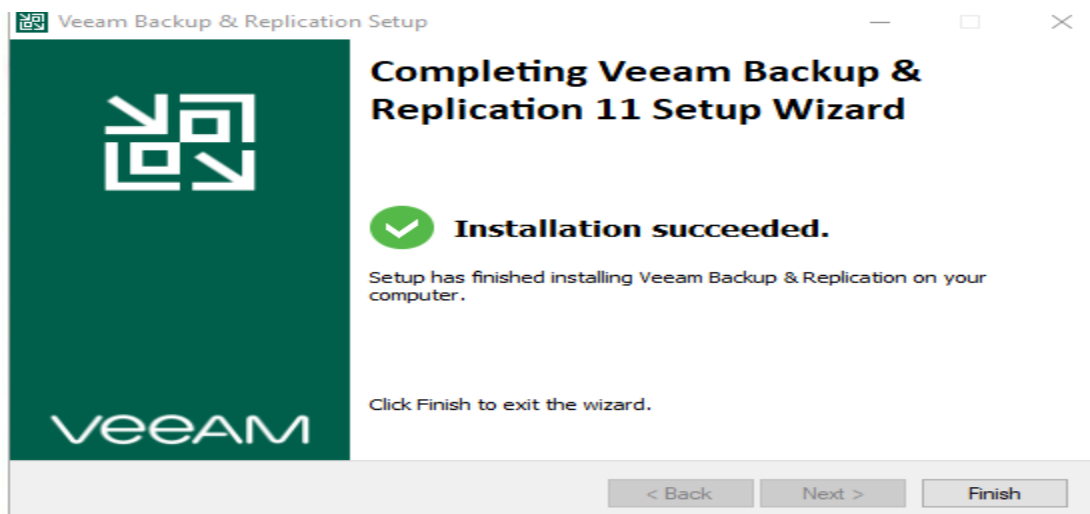 Veeam Backup & Replication Setup
Completing Veeam Backup &
Replication 11 Setup Wizard
Installation succeeded.
Setup has finished installing Veeam Backup & Replication on your
computer.
Click Finish to exit the wizard.
veeAM
< Back
Next >
Finish